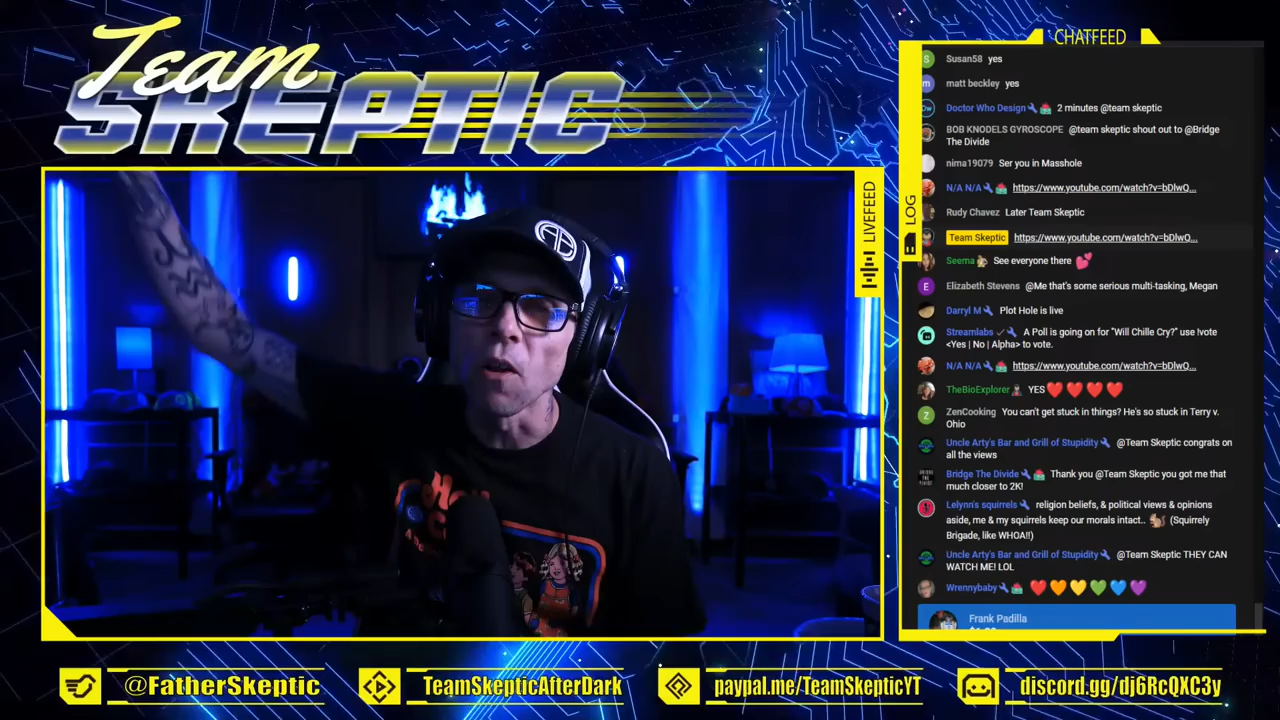 Team
SKEPTIC
CHATFEED
LOG
LIVEFEED
Susan58 yes
matt beckley yes
Doctor Who Design 2 minutes @team skeptic
BOB KNODELS GYROSCOPE @team skeptic shout out to @Bridge
The Divide
nima19079 Ser you in Masshole
N/A N/A https://www.youtube.com/watch?v=bDlwQ...
Rudy Chavez Later Team Skeptic
Team Skeptic https://www.youtube.com/watch?v=bDlwQ...
Seema See everyone there
Elizabeth Stevens @Me that's some serious multi-tasking, Megan
Darryl M Plot Hole is live
Streamlabs A Poll is going on for "Will Chille Cry?" use !vote
<Yes | No | Alpha> to vote.
N/A N/A https://www.youtube.com/watch?v=bDlwQ...
TheBioExplorer YES
ZenCooking You can't get stuck in things? He's so stuck in Terry v.
Ohio
Uncle Arty's Bar and Grill of Stupidity @Team Skeptic congrats on
all the views
Bridge The Divide Thank you @Team Skeptic you got me that
much closer to 2K!
Lelynn's squirrels religion beliefs, & political views & opinions
aside, me & my squirrels keep our morals intact.. (Squirrely
Brigade, like WHOA!!)
Uncle Arty's Bar and Grill of Stupidity @Team Skeptic THEY CAN
WATCH ME! LOL
Wrennybaby
Frank Padilla
@FatherSkeptic
TeamSkepticAfterDark
paypal.me/TeamSkepticYT
discord.gg/dj6RcQXC3y